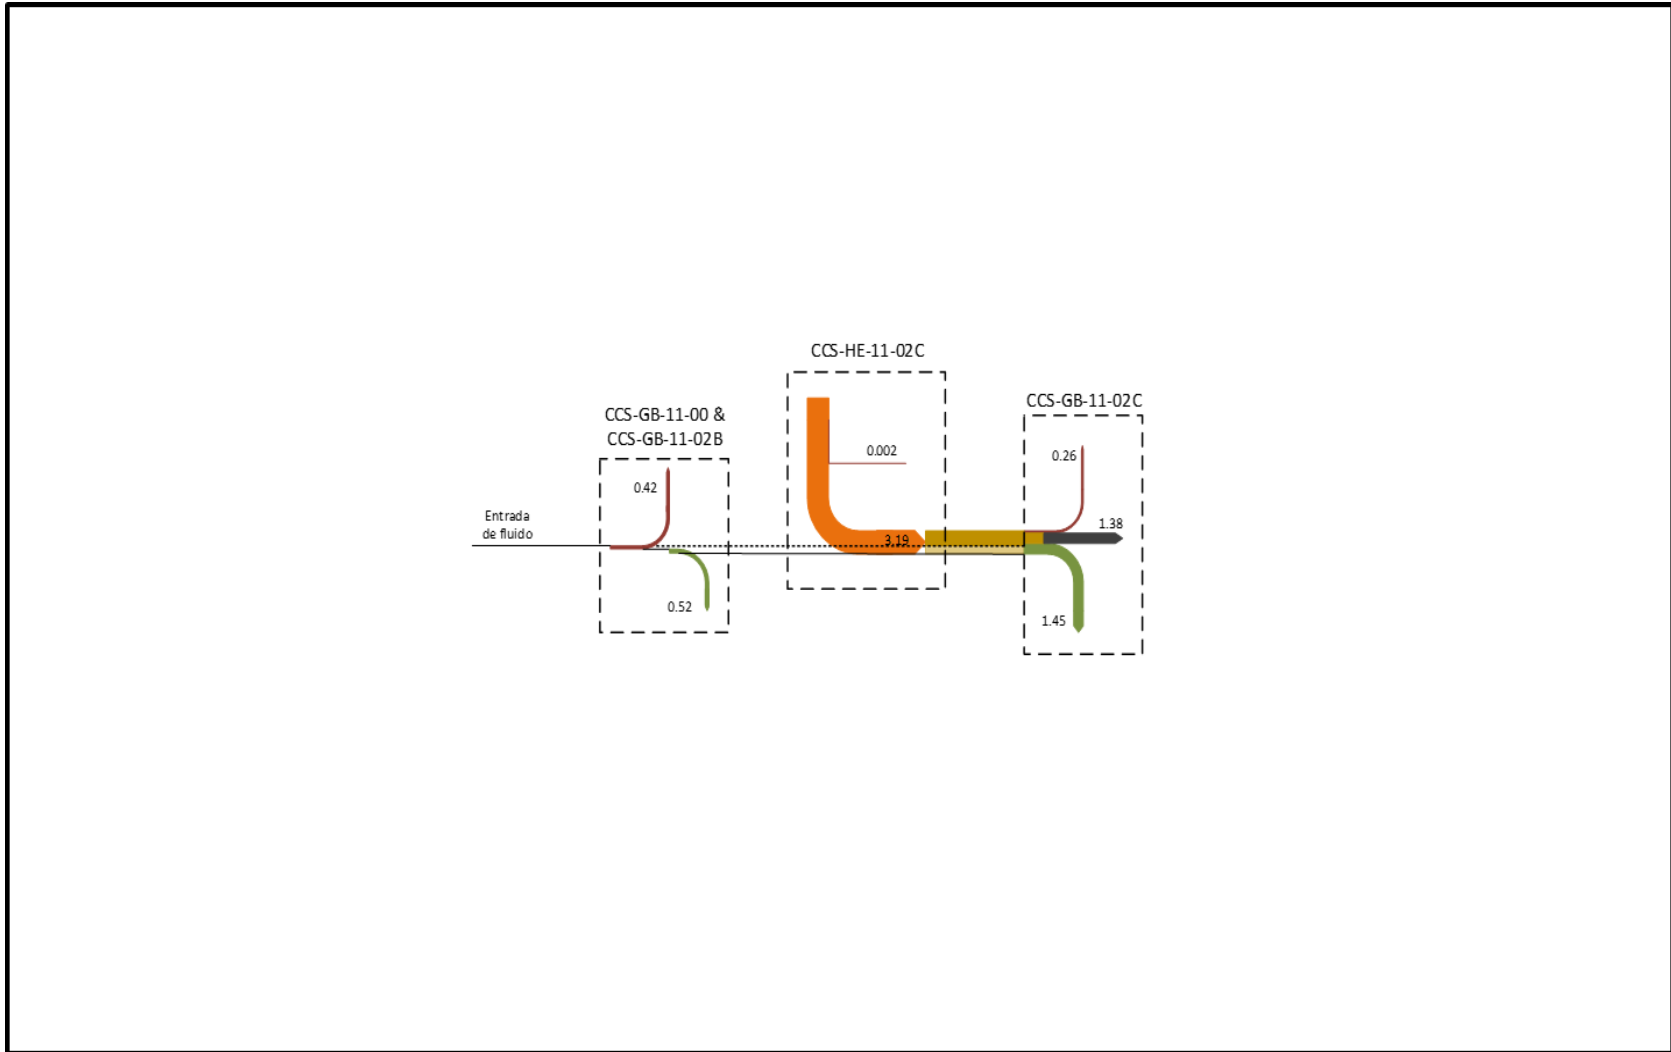 CCS-HE-11-02C
CCS-GB-11-02C
CCS-GB-11-00 &
CCS-GB-11-02B
0.002
0.26
0.42
Entrada
de fluido
1.38
3.19
0.52
1.45